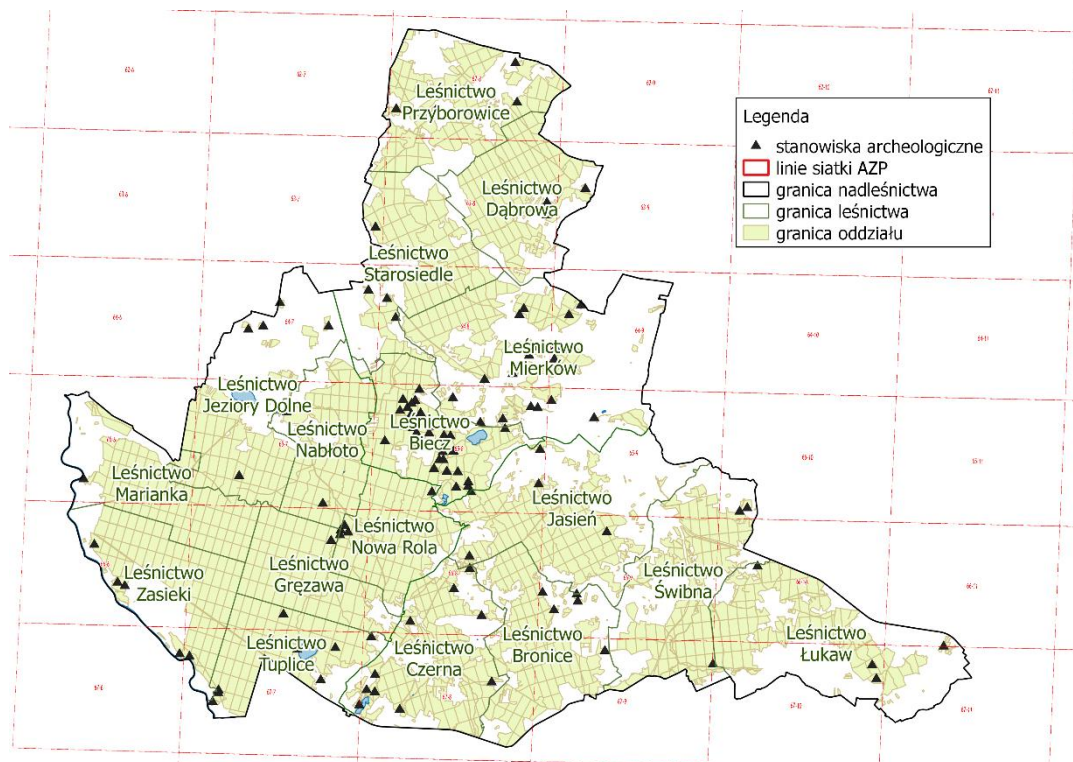 Leśnictwo
Przyborowice
Legenda
stanowiska archeologiczne
linie siatki AZP
granica nadleśnictwa
granica leśnictwa
granica oddziału
Leśnictwo
Dąbrowa
Leśnictwo
Starosiedle
Leśnictwo
Mierków
Leśnictwo
Jeziory Dolne
Leśnictwo
Nabłoto
Leśnictwo
Biecz
Leśnictwo
Marianka
Leśnictwo
Jasień
Leśnictwo
Nowa Rola
Leśnictwo
Gręzawa
Leśnictwo
Zasieki
Leśnictwo
Świbna
Leśnictwo
Tuplice
Leśnictwo
Czerna
Leśnictwo
Bronice
Leśnictwo
Łukaw